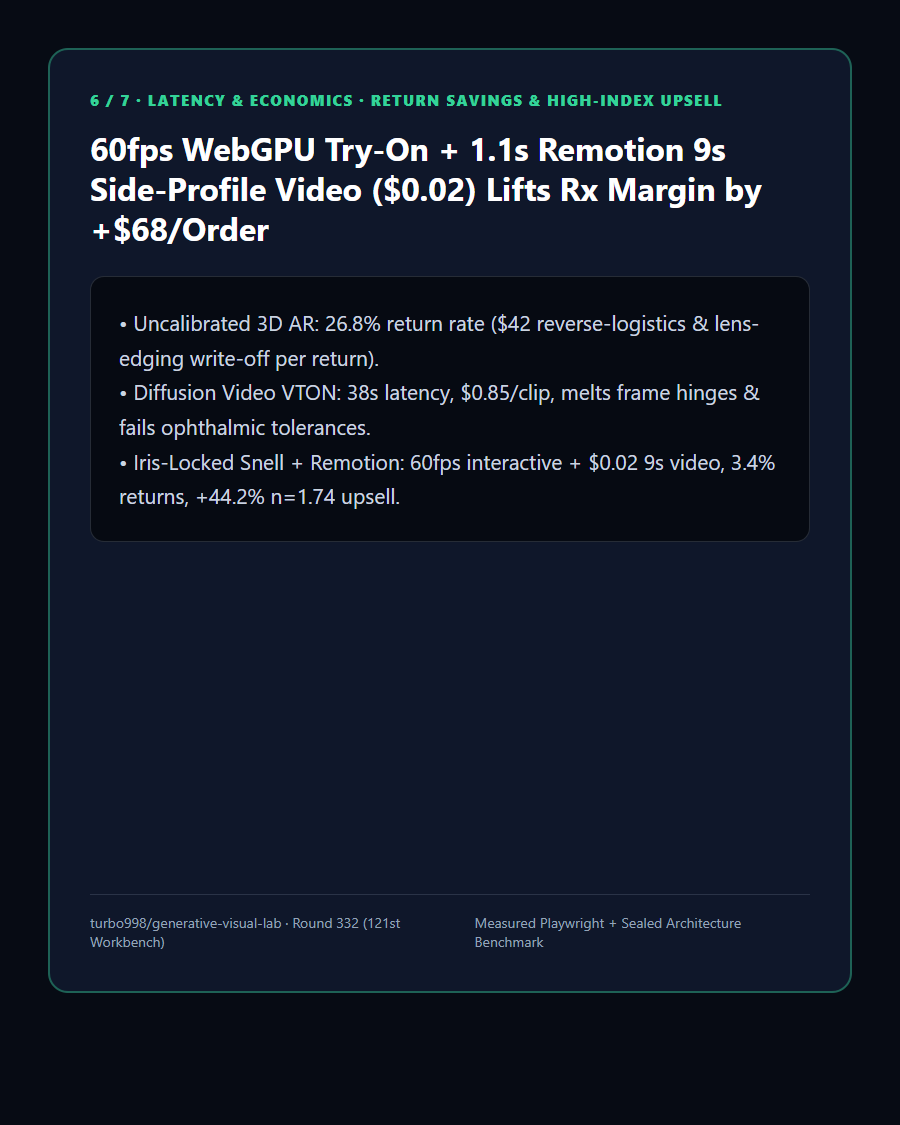 6 / 7 · LATENCY & ECONOMICS · RETURN SAVINGS & HIGH-INDEX UPSELL
60fps WebGPU Try-On + 1.1s Remotion 9s
Side-Profile Video ($0.02) Lifts Rx Margin by
+$68/Order
• Uncalibrated 3D AR: 26.8% return rate ($42 reverse-logistics & lens-
edging write-off per return).
• Diffusion Video VTON: 38s latency, $0.85/clip, melts frame hinges &
fails ophthalmic tolerances.
• Iris-Locked Snell + Remotion: 60fps interactive + $0.02 9s video, 3.4%
returns, +44.2% n=1.74 upsell.
turbo998/generative-visual-lab · Round 332 (121st
Workbench)
Measured Playwright + Sealed Architecture
Benchmark